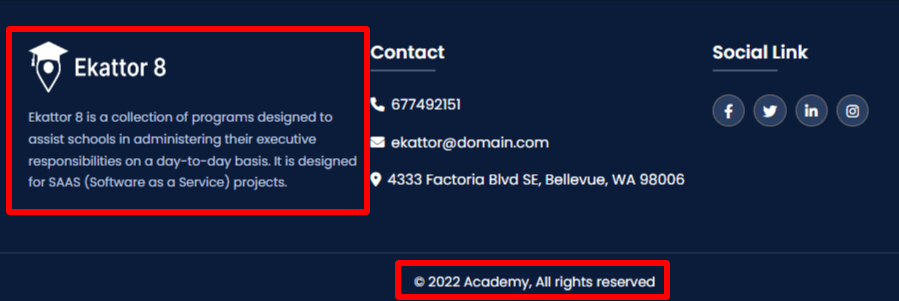 Ekattor 8
Ekattor 8 is a collection of programs designed to
assist schools in administering their executive
responsibilities on a day-to-day basis. It is designed
for SAAS (Software as a Service) projects.
Contact
677492151
ekattor@domain.com
4333 Factoria Blvd SE, Bellevue, WA 98006
Social Link
© 2022 Academy, All rights reserved